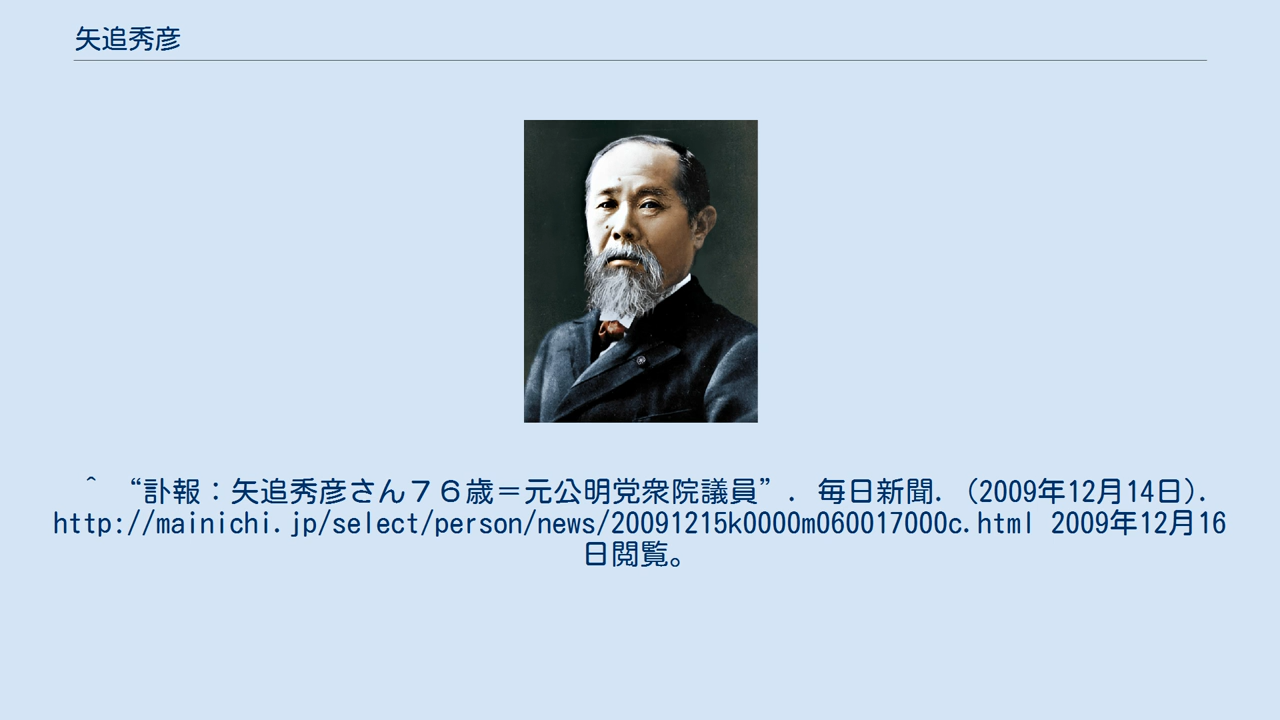 矢追秀彦
^ “訃報：矢追秀彦さん７６歳＝元公明党衆院議員”. 毎日新聞. (2009年12月14日).
http://mainichi.jp/select/person/news/20091215k0000m060017000c.html 2009年12月16
日閲覧。